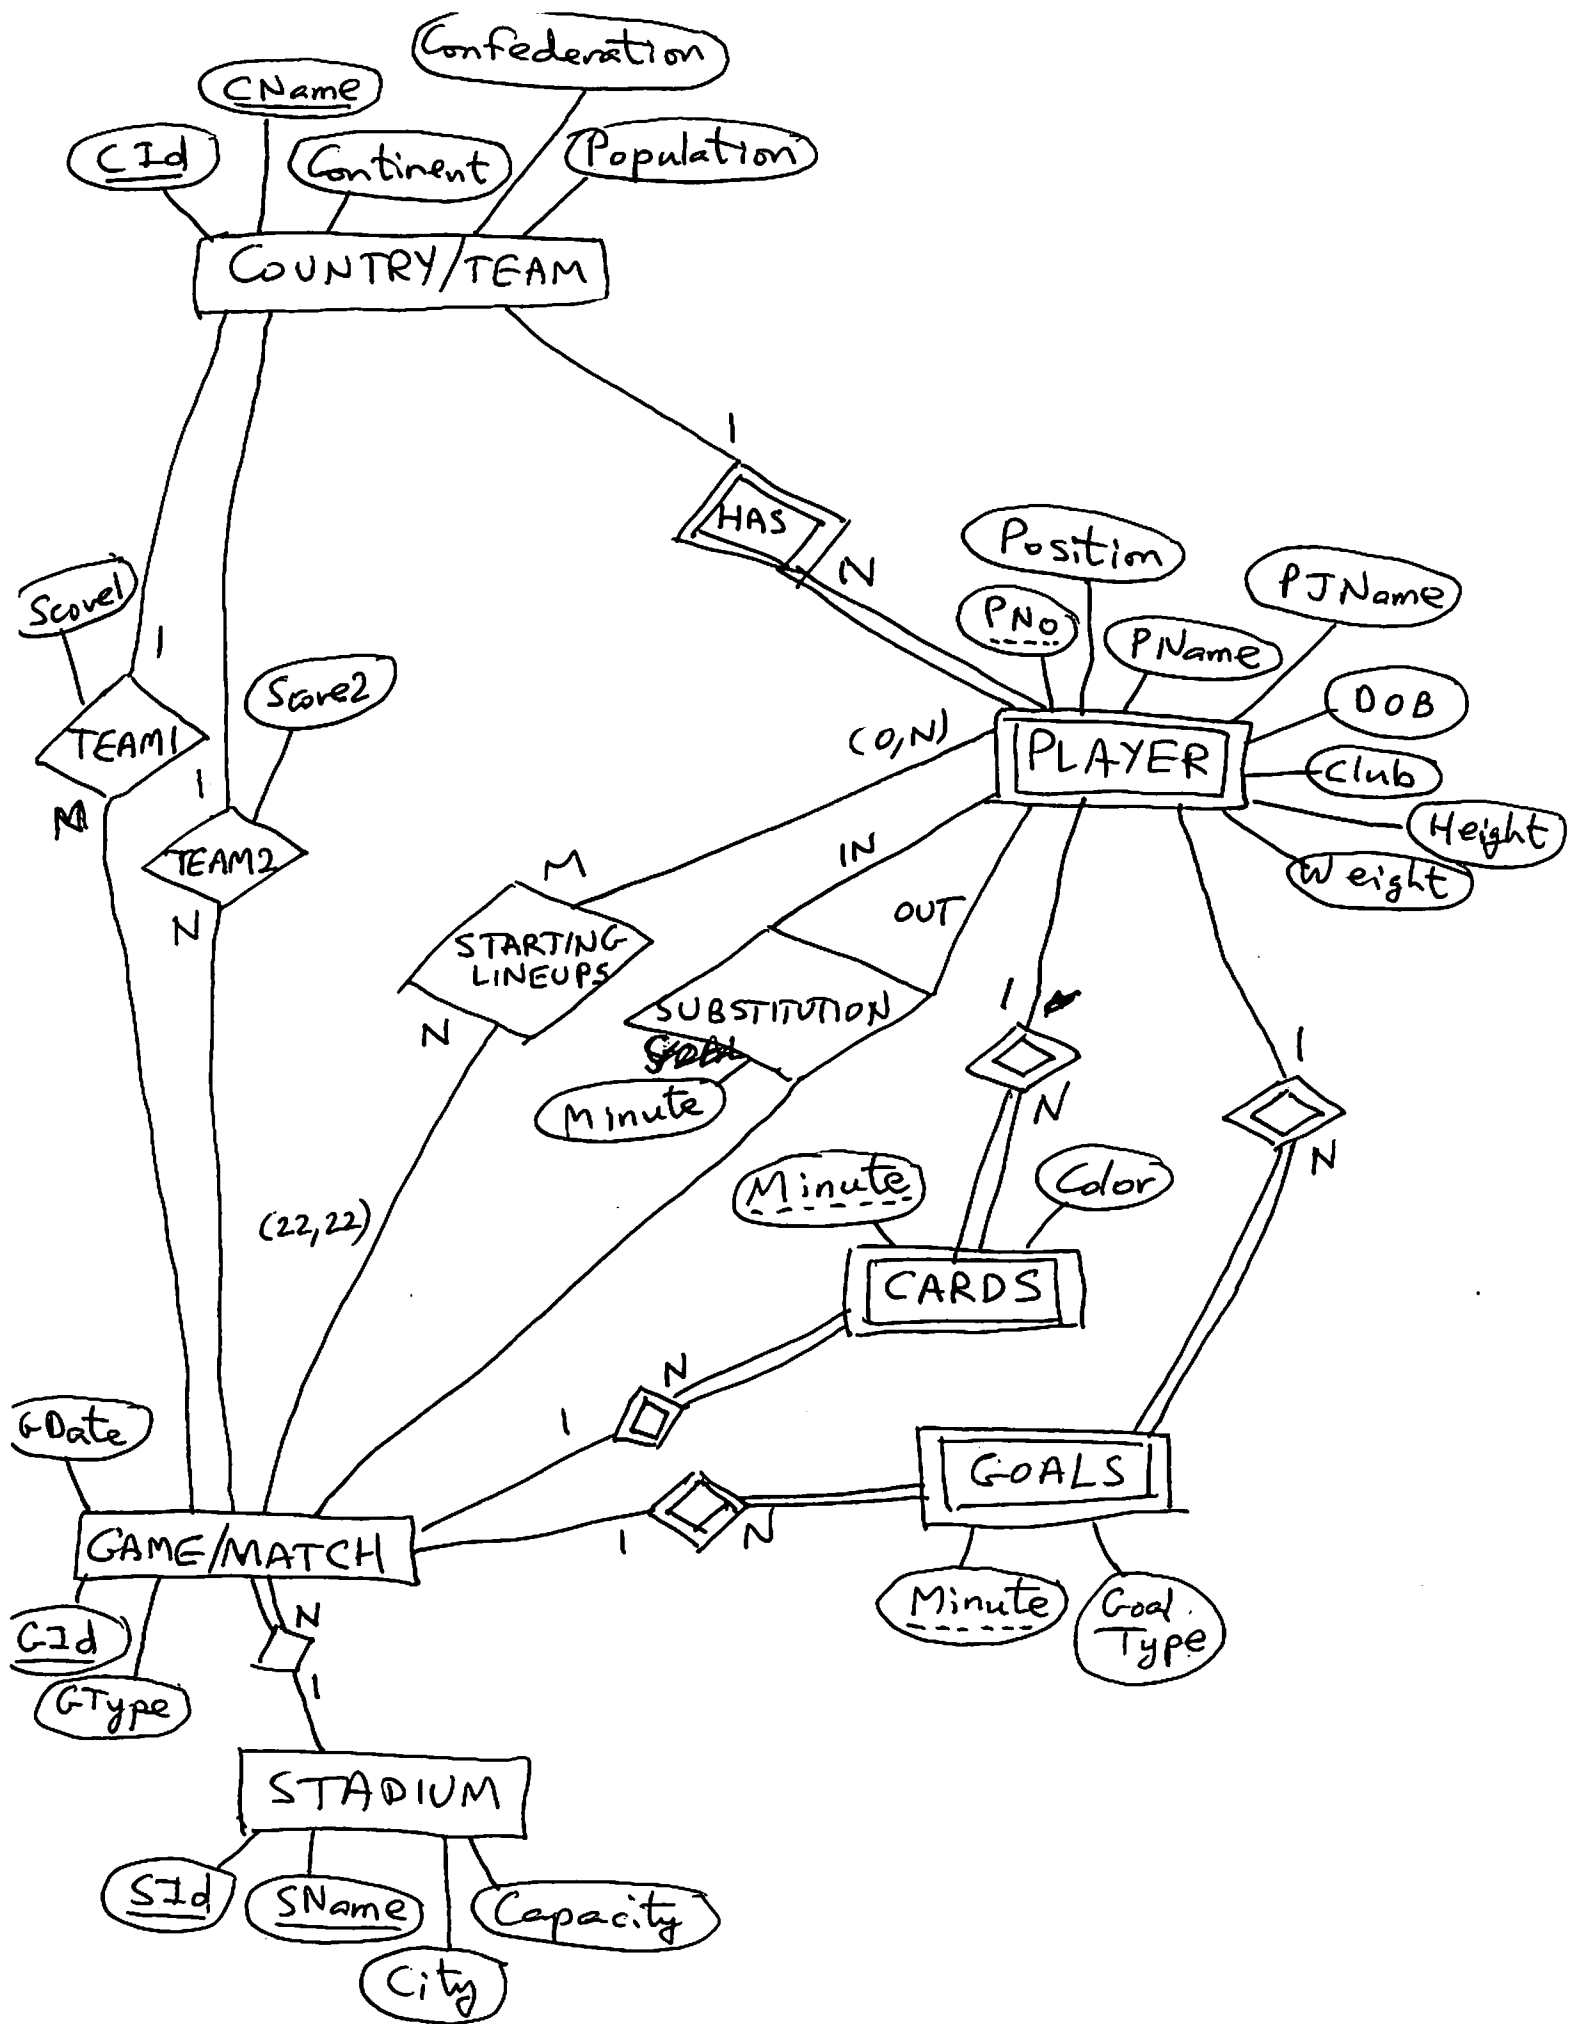 Confederation
CName
CId
Continent
Population
COUNTRY/TEAM
1
HAS
N
Position
PJName
PNo
PName
DOB
Club
Height
Weight
PLAYER
Score1
1
TEAM1
Score2
1
TEAM2
N
(0,N)
M
STARTING
LINEUPS
N
(22,22)
IN
OUT
SUBSTITUTION
Minute
1
N
1
N
Minute
Color
CARDS
N
1
GOALS
1
N
Minute
Goal
Type
GDate
GAME/MATCH
GId
GType
N
1
STADIUM
SId
SName
Capacity
City